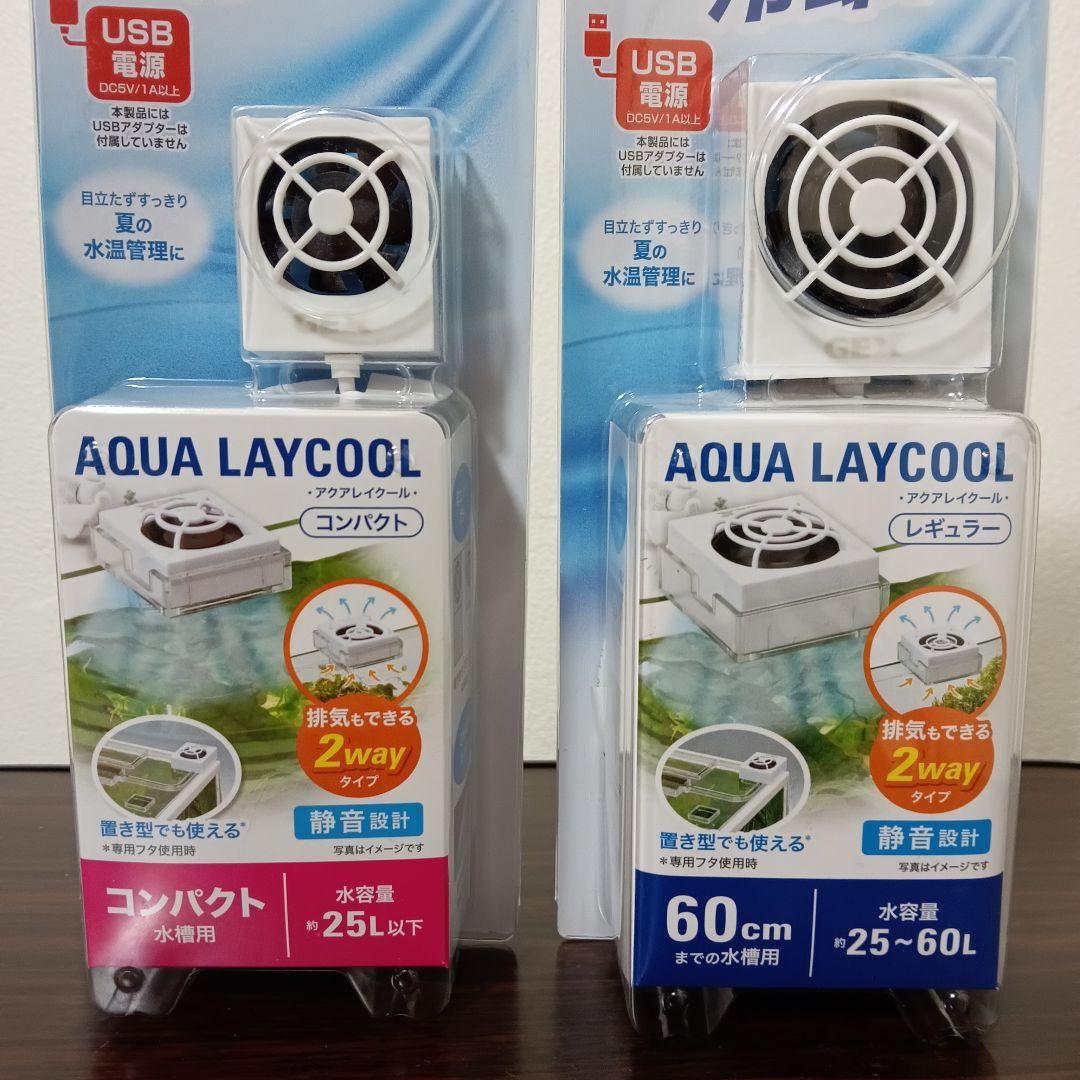 USB
電源
DC5V/1A以上
本製品には
USBアダプターは
付属していません
目立たずすっきり
夏の
水温管理に
GEX
AQUA LAYCOOL
・アクアレイクール・
コンパクト
排気もできる
2way
タイプ
置き型でも使える*
＊専用フタ使用時
静音設計
写真はイメージです
コンパクト
水槽用
水容量
約25L以下
USB
電源
DC5V/1A以上
本製品には
USBアダプターは
付属していません
目立たずすっきり
夏の
水温管理に
GEX
AQUA LAYCOOL
・アクアレイクール・
レギュラー
排気もできる
2way
タイプ
置き型でも使える*
＊専用フタ使用時
静音設計
写真はイメージです
60cm
までの水槽用
水容量
約25～60L